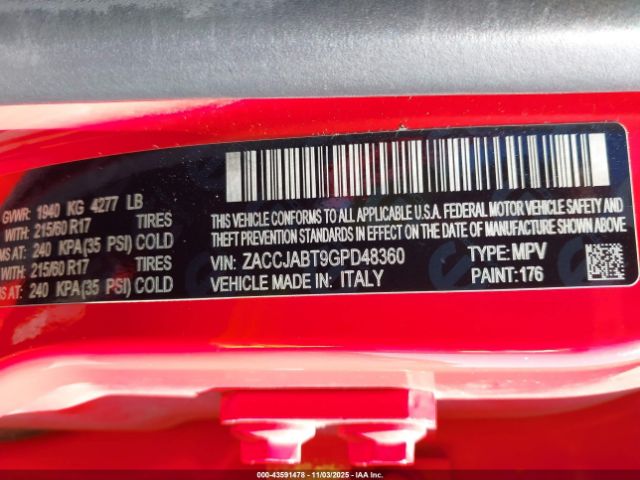 GVWR: 1940 KG 4277 LB
WITH: 215/60 R17 TIRES
AT: 240 KPA(35 PSI) COLD
WITH: 215/60 R17 TIRES
MS AT: 240 KPA(35 PSI) COLD
THIS VEHICLE CONFORMS TO ALL APPLICABLE U.S.A. FEDERAL MOTOR VEHICLE SAFETY AND
THEFT PREVENTION STANDARDS IN EFFECT ON THE DATE OF MANUFACTURE SHOWN ABOVE.
VIN: ZACCJABT9GPD48360 TYPE: MPV
VEHICLE MADE IN: ITALY PAINT: 176
000-43591478 - 11/03/2025 - IAA Inc.